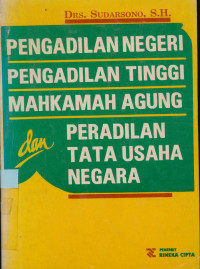 DRS. SUDARSONO, S.H.
PENGADILAN NEGERI
PENGADILAN TINGGI
MAHKAMAH AGUNG
dan PERADILAN
TATA USAHA
NEGARA
PENERBIT
RINEKA CIPTA